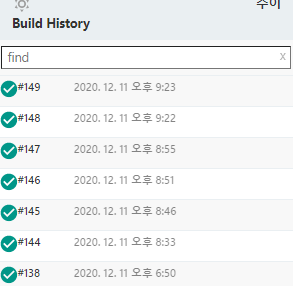 추이
Build History
find x
#149 2020. 12. 11 오후 9:23
#148 2020. 12. 11 오후 9:22
#147 2020. 12. 11 오후 8:55
#146 2020. 12. 11 오후 8:51
#145 2020. 12. 11 오후 8:46
#144 2020. 12. 11 오후 8:33
#138 2020. 12. 11 오후 6:50